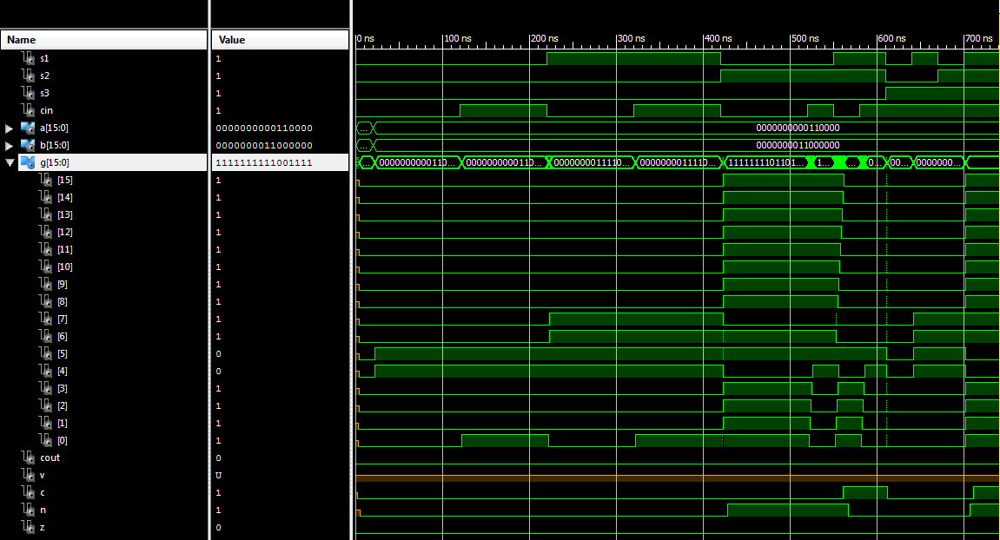 Name Value 0 ns 100 ns 200 ns 300 ns 400 ns 500 ns 600 ns 700 ns
s1 1
s2 1
s3 1
cin 1
a[15:0] 0000000000110000 ... 0000000000110000
b[15:0] 0000000011000000 ... 0000000011000000
g[15:0] 1111111111001111 0000000000110... 0000000000110... 0000000011110... 0000000011110... 1111111101101... 1... ... 0... 00... 0000000...
[15] 1
[14] 1
[13] 1
[12] 1
[11] 1
[10] 1
[9] 1
[8] 1
[7] 1
[6] 1
[5] 0
[4] 0
[3] 1
[2] 1
[1] 1
[0] 1
cout 0
v U
c 1
n 1
z 0